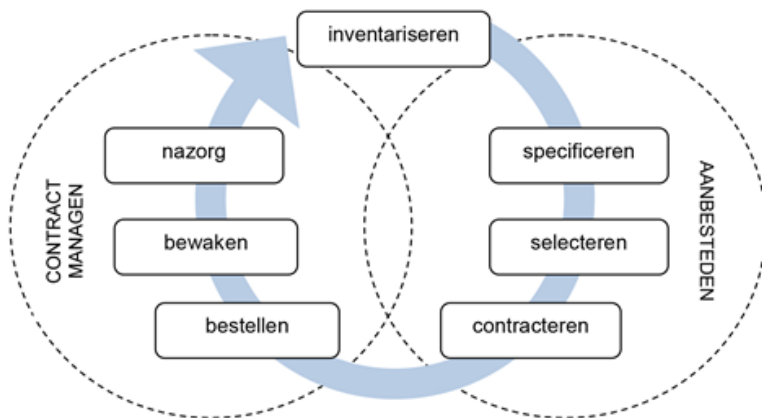 inventariseren
nazorg
specificeren
CONTRACT
MANAGEN
AANBESTEDEN
bewaken
selecteren
bestellen
contracteren